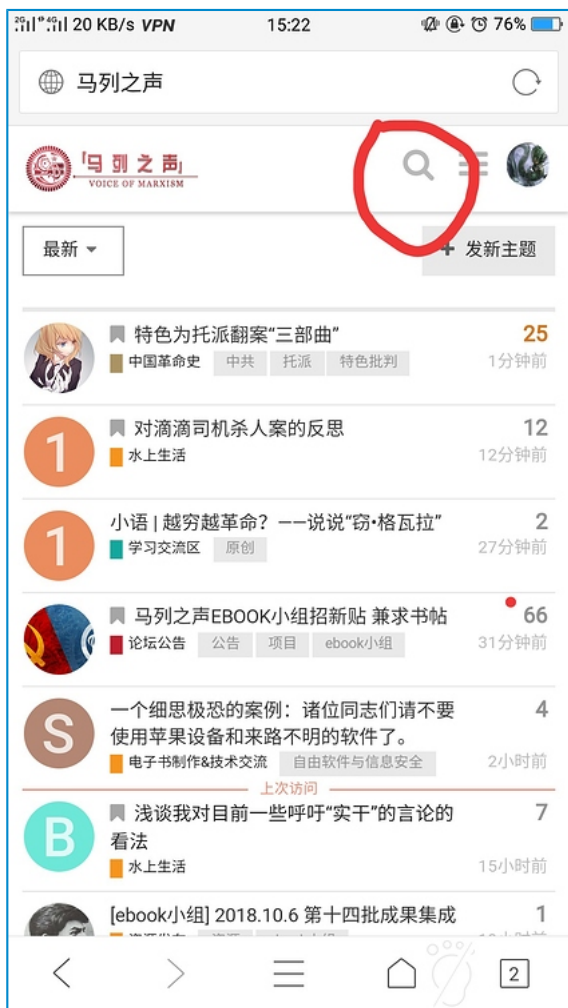 2G 4G 20 KB/s VPN 15:22 76%
马列之声
马列之声
VOICE OF MARXISM
最新
+ 发新主题
特色为托派翻案“三部曲” 25
中国革命史 中共 托派 特色批判 1分钟前
1 对滴滴司机杀人案的反思 12
水上生活 12分钟前
1 小语 | 越穷越革命？——说说“窃·格瓦拉” 2
学习交流区 原创 27分钟前
马列之声EBOOK小组招新贴 兼求书帖 66
论坛公告 公告 项目 ebook小组 31分钟前
S 一个细思极恐的案例：诸位同志们请不要 4
使用苹果设备和来路不明的软件了。
电子书制作&技术交流 自由软件与信息安全 2小时前
上次访问
B 浅谈我对目前一些呼吁“实干”的言论的 7
看法
水上生活 15小时前
[ebook小组] 2018.10.6 第十四批成果集成 1
2